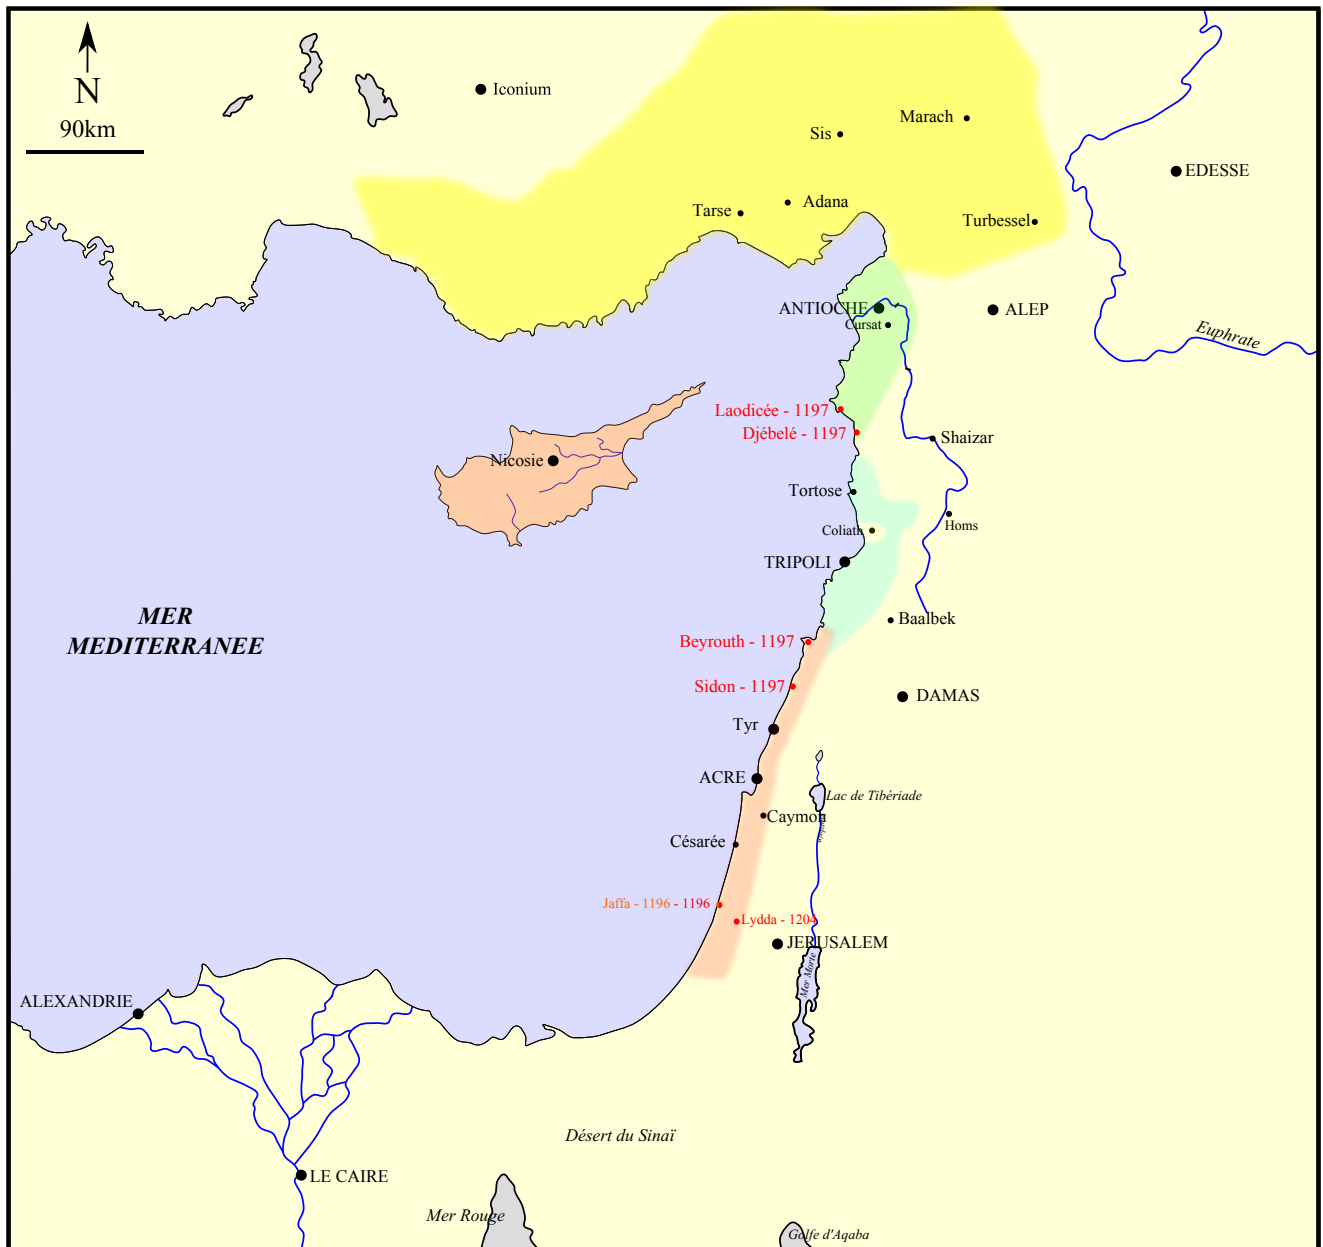 N
90km
Iconium
Marach
Sis
EDESSE
Adana
Tarse
Turbessel
ANTIOCHE
ALEP
Cursat
Euphrate
Laodicée - 1197
Djébelé - 1197
Shaizar
Nicosie
Tortose
Homs
Coliath
TRIPOLI
MER
MEDITERRANEE
Baalbek
Beyrouth - 1197
Sidon - 1197
DAMAS
Tyr
ACRE
Lac de Tibériade
Caymon
Césarée
Jaffa - 1196 - 1196
Lydda - 1204
JERUSALEM
Mer Morte
ALEXANDRIE
Désert du Sinaï
LE CAIRE
Mer Rouge
Golfe d'Aqaba